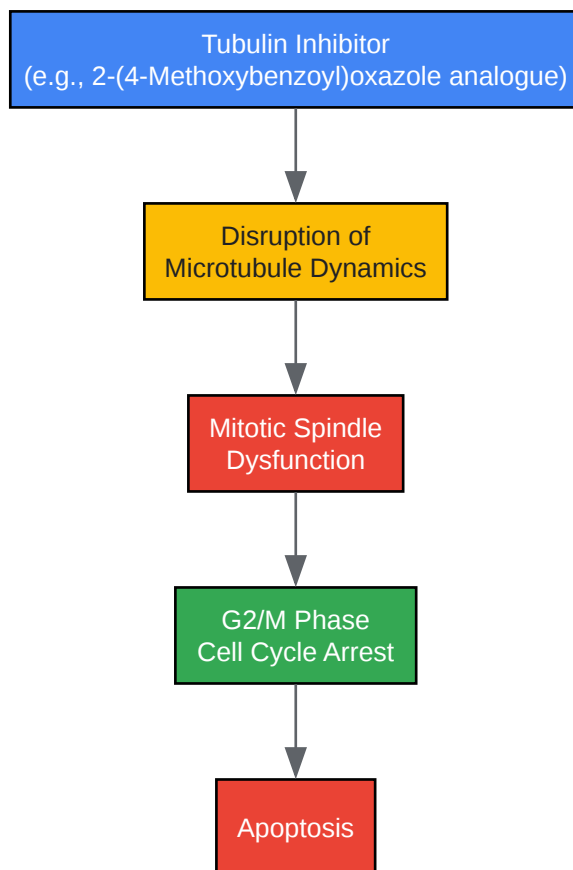 Tubulin Inhibitor
(e.g., 2-(4-Methoxybenzoyl)oxazole analogue)
Disruption of
Microtubule Dynamics
Mitotic Spindle
Dysfunction
G2/M Phase
Cell Cycle Arrest
Apoptosis